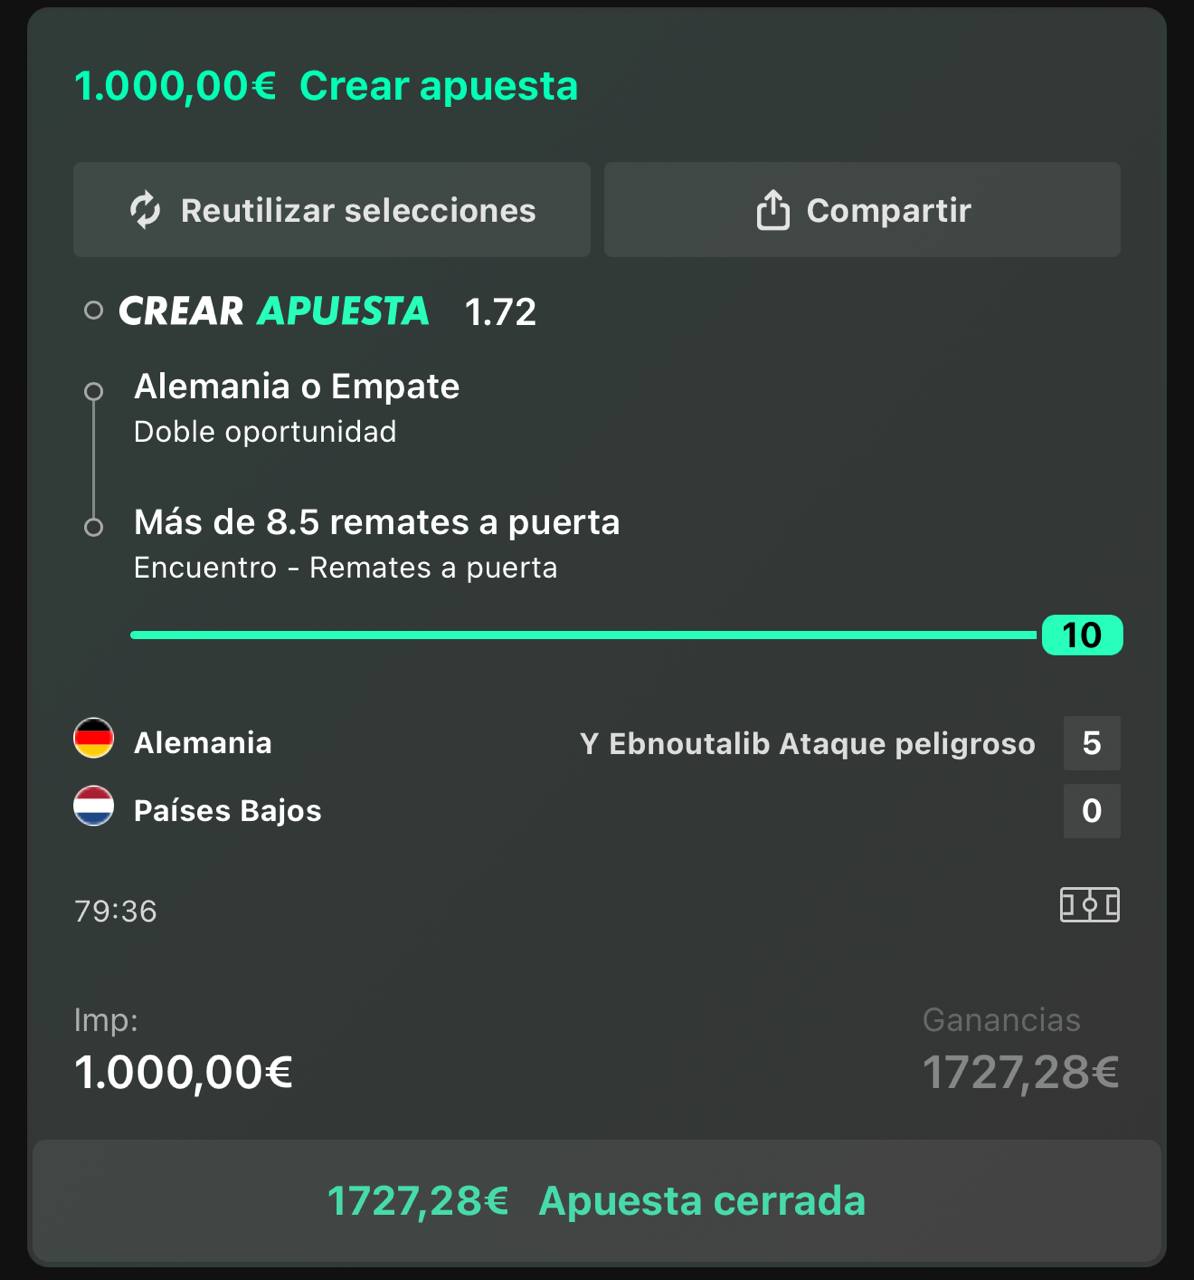 1.000,00€ Crear apuesta
Reutilizar selecciones
Compartir
CREAR APUESTA 1.72
Alemania o Empate
Doble oportunidad
Más de 8.5 remates a puerta
Encuentro - Remates a puerta
10
Alemania Y Ebnoutalib Ataque peligroso 5
Países Bajos 0
79:36
Imp: Ganancias
1.000,00€ 1727,28€
1727,28€ Apuesta cerrada